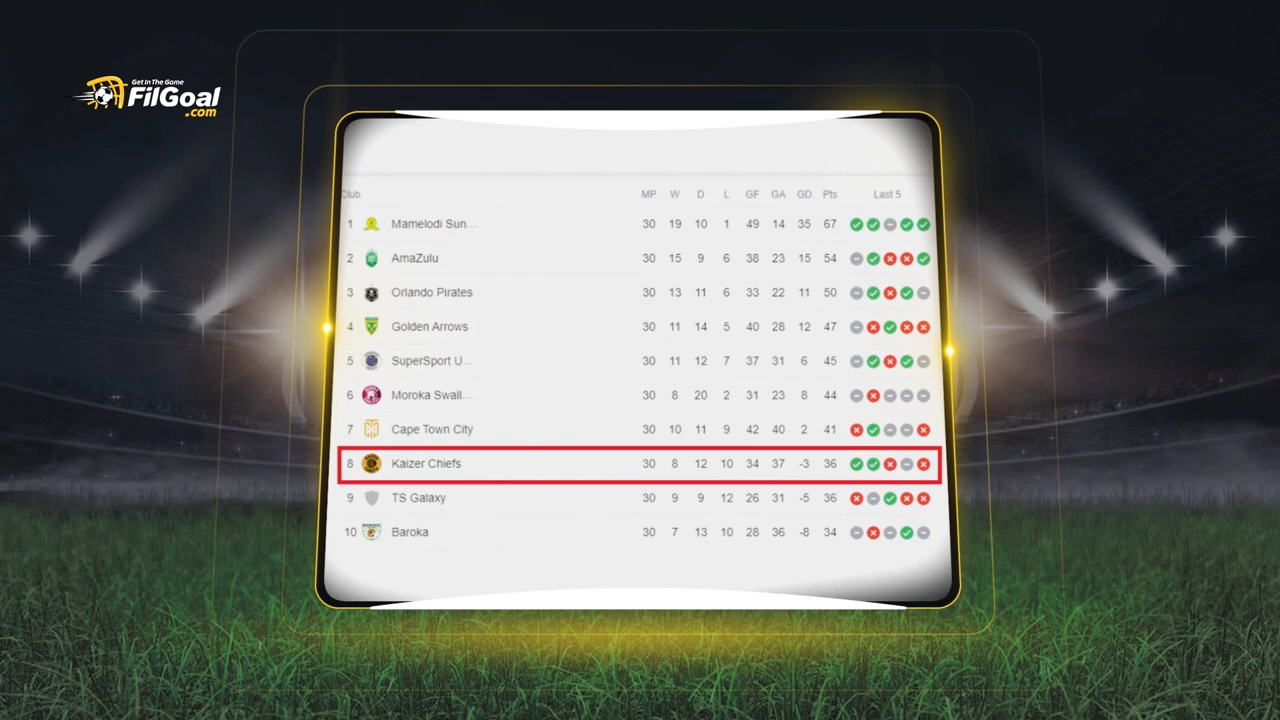 Get In The Game
FilGoal
.com
Club MP W D L GF GA GD Pts Last 5
1 Mamelodi Sun... 30 19 10 1 49 14 35 67
2 AmaZulu 30 15 9 6 38 23 15 54
3 Orlando Pirates 30 13 11 6 33 22 11 50
4 Golden Arrows 30 11 14 5 40 28 12 47
5 SuperSport U... 30 11 12 7 37 31 6 45
6 Moroka Swall... 30 8 20 2 31 23 8 44
7 Cape Town City 30 10 11 9 42 40 2 41
8 Kaizer Chiefs 30 8 12 10 34 37 -3 36
9 TS Galaxy 30 9 9 12 26 31 -5 36
10 Baroka 30 7 13 10 28 36 -8 34